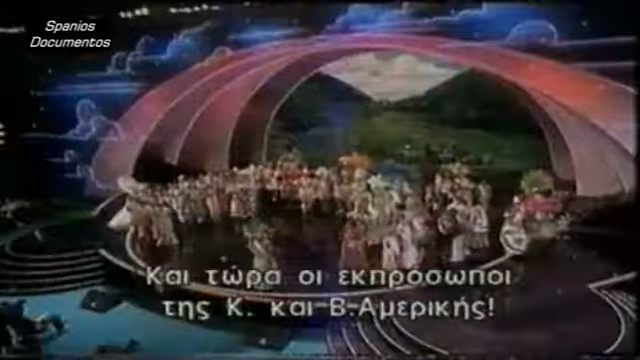 Spanios
Documentos
Και τώρα οι εκπρόσωποι
της Κ. και Β.Αμερικής!